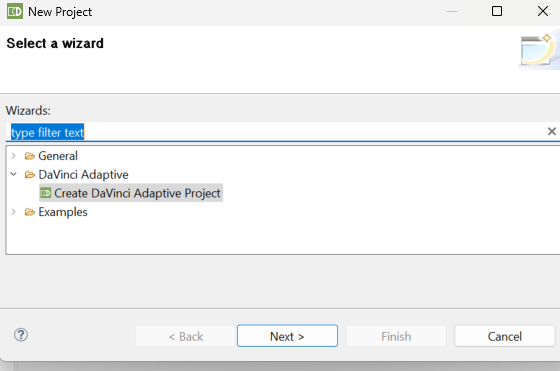 New Project
Select a wizard
Wizards:
type filter text
General
DaVinci Adaptive
Create DaVinci Adaptive Project
Examples
< Back
Next >
Finish
Cancel